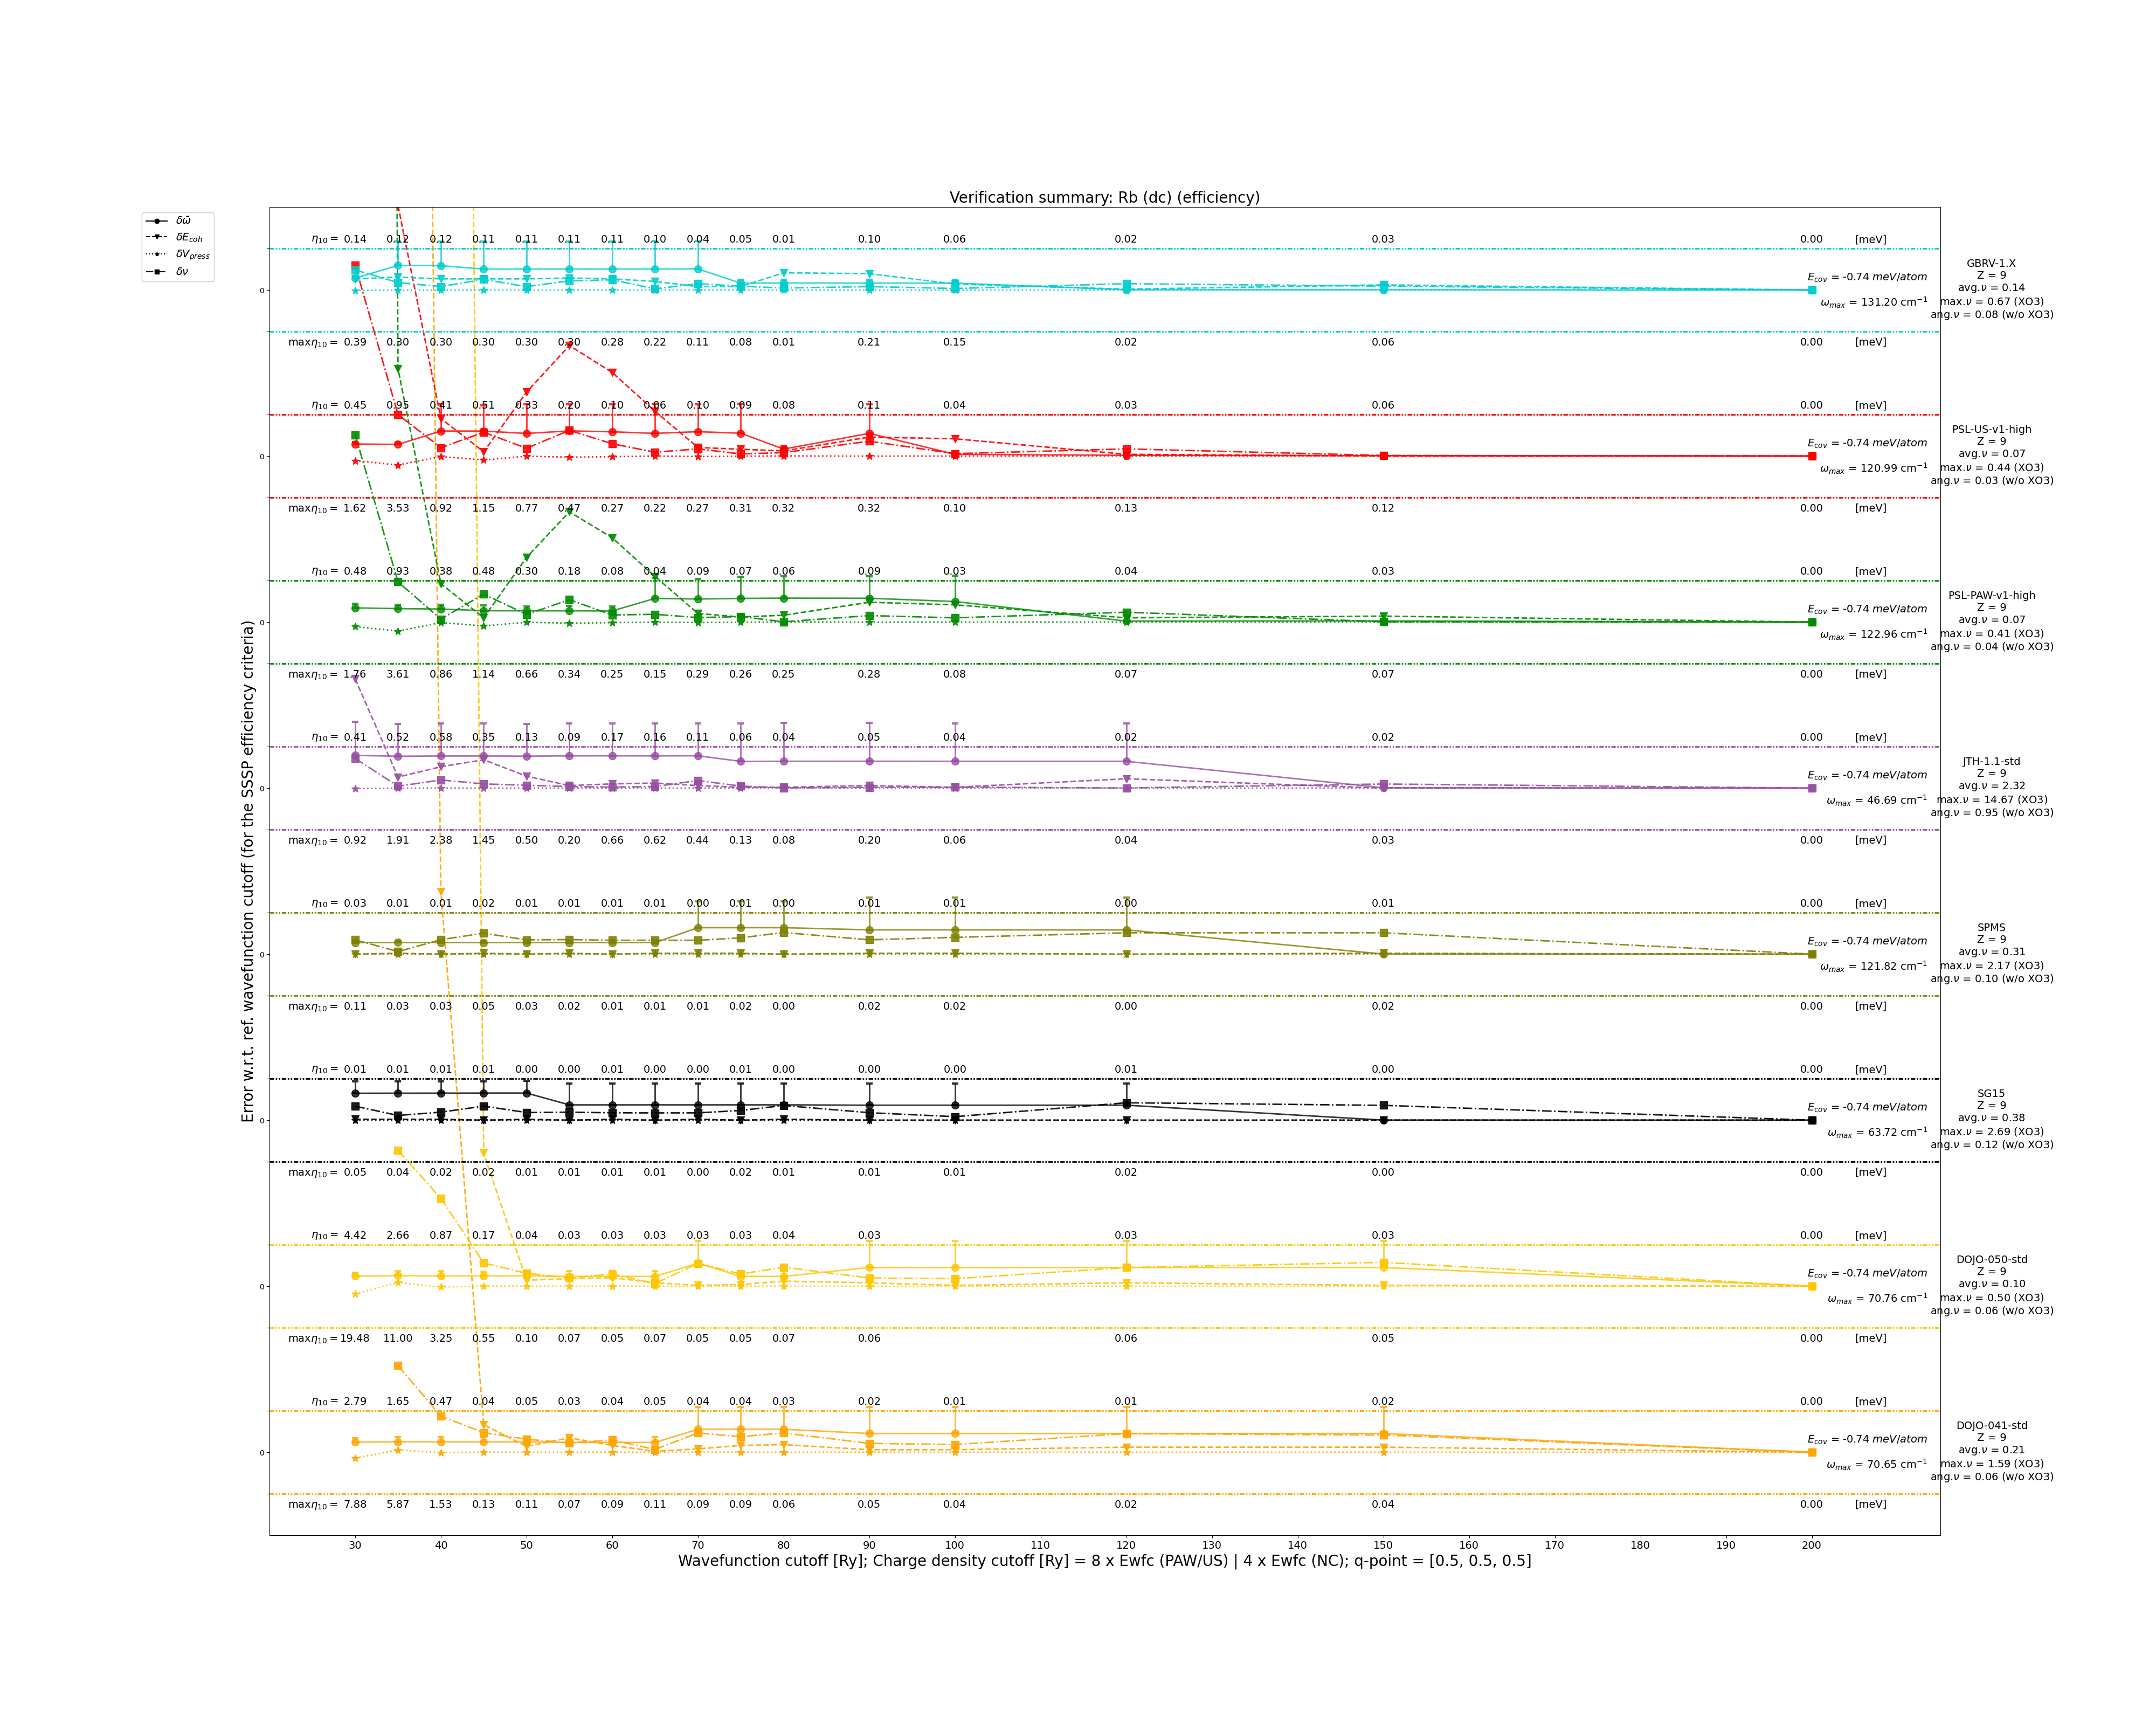 Verification summary: Rb (dc) (efficiency)
δω̄
δE_coh
δV_press
δν
η₁₀ = 0.14 0.12 0.12 0.11 0.11 0.11 0.11 0.10 0.04 0.05 0.01 0.10 0.06 0.02 0.03 0.00 [meV]
E_cov = -0.74 meV/atom
ω_max = 131.20 cm⁻¹
GBRV-1.X
Z = 9
avg.ν = 0.14
max.ν = 0.67 (XO3)
ang.ν = 0.08 (w/o XO3)
0
maxη₁₀ = 0.39 0.30 0.30 0.30 0.30 0.30 0.28 0.22 0.11 0.08 0.01 0.21 0.15 0.02 0.06 0.00 [meV]
η₁₀ = 0.45 0.95 0.41 0.51 0.33 0.20 0.10 0.06 0.10 0.09 0.08 0.11 0.04 0.03 0.06 0.00 [meV]
E_cov = -0.74 meV/atom
ω_max = 120.99 cm⁻¹
PSL-US-v1-high
Z = 9
avg.ν = 0.07
max.ν = 0.44 (XO3)
ang.ν = 0.03 (w/o XO3)
0
maxη₁₀ = 1.62 3.53 0.92 1.15 0.77 0.47 0.27 0.22 0.27 0.31 0.32 0.32 0.10 0.13 0.12 0.00 [meV]
η₁₀ = 0.48 0.93 0.38 0.48 0.30 0.18 0.08 0.04 0.09 0.07 0.06 0.09 0.03 0.04 0.03 0.00 [meV]
E_cov = -0.74 meV/atom
ω_max = 122.96 cm⁻¹
PSL-PAW-v1-high
Z = 9
avg.ν = 0.07
max.ν = 0.41 (XO3)
ang.ν = 0.04 (w/o XO3)
0
maxη₁₀ = 1.76 3.61 0.86 1.14 0.66 0.34 0.25 0.15 0.29 0.26 0.25 0.28 0.08 0.07 0.07 0.00 [meV]
η₁₀ = 0.41 0.52 0.58 0.35 0.13 0.09 0.17 0.16 0.11 0.06 0.04 0.05 0.04 0.02 0.02 0.00 [meV]
E_cov = -0.74 meV/atom
ω_max = 46.69 cm⁻¹
JTH-1.1-std
Z = 9
avg.ν = 2.32
max.ν = 14.67 (XO3)
ang.ν = 0.95 (w/o XO3)
0
maxη₁₀ = 0.92 1.91 2.38 1.45 0.50 0.20 0.66 0.62 0.44 0.13 0.08 0.20 0.06 0.04 0.03 0.00 [meV]
η₁₀ = 0.03 0.01 0.01 0.02 0.01 0.01 0.01 0.01 0.00 0.01 0.00 0.01 0.01 0.00 0.01 0.00 [meV]
E_cov = -0.74 meV/atom
ω_max = 121.82 cm⁻¹
SPMS
Z = 9
avg.ν = 0.31
max.ν = 2.17 (XO3)
ang.ν = 0.10 (w/o XO3)
0
maxη₁₀ = 0.11 0.03 0.03 0.05 0.03 0.02 0.01 0.01 0.01 0.02 0.00 0.02 0.02 0.00 0.02 0.00 [meV]
η₁₀ = 0.01 0.01 0.01 0.01 0.00 0.00 0.01 0.00 0.00 0.01 0.00 0.00 0.00 0.01 0.00 0.00 [meV]
E_cov = -0.74 meV/atom
ω_max = 63.72 cm⁻¹
SG15
Z = 9
avg.ν = 0.38
max.ν = 2.69 (XO3)
ang.ν = 0.12 (w/o XO3)
0
maxη₁₀ = 0.05 0.04 0.02 0.02 0.01 0.01 0.01 0.01 0.00 0.02 0.01 0.01 0.01 0.02 0.00 0.00 [meV]
η₁₀ = 4.42 2.66 0.87 0.17 0.04 0.03 0.03 0.03 0.03 0.03 0.04 0.03 0.03 0.03 0.00 [meV]
E_cov = -0.74 meV/atom
ω_max = 70.76 cm⁻¹
DOJO-050-std
Z = 9
avg.ν = 0.10
max.ν = 0.50 (XO3)
ang.ν = 0.06 (w/o XO3)
0
maxη₁₀ = 19.48 11.00 3.25 0.55 0.10 0.07 0.05 0.07 0.05 0.05 0.07 0.06 0.06 0.05 0.00 [meV]
η₁₀ = 2.79 1.65 0.47 0.04 0.05 0.03 0.04 0.05 0.04 0.04 0.03 0.02 0.01 0.01 0.02 0.00 [meV]
E_cov = -0.74 meV/atom
ω_max = 70.65 cm⁻¹
DOJO-041-std
Z = 9
avg.ν = 0.21
max.ν = 1.59 (XO3)
ang.ν = 0.06 (w/o XO3)
0
maxη₁₀ = 7.88 5.87 1.53 0.13 0.11 0.07 0.09 0.11 0.09 0.09 0.06 0.05 0.04 0.02 0.04 0.00 [meV]
30 40 50 60 70 80 90 100 110 120 130 140 150 160 170 180 190 200
Wavefunction cutoff [Ry]; Charge density cutoff [Ry] = 8 x Ewfc (PAW/US) | 4 x Ewfc (NC); q-point = [0.5, 0.5, 0.5]
Error w.r.t. ref. wavefunction cutoff (for the SSSP efficiency criteria)